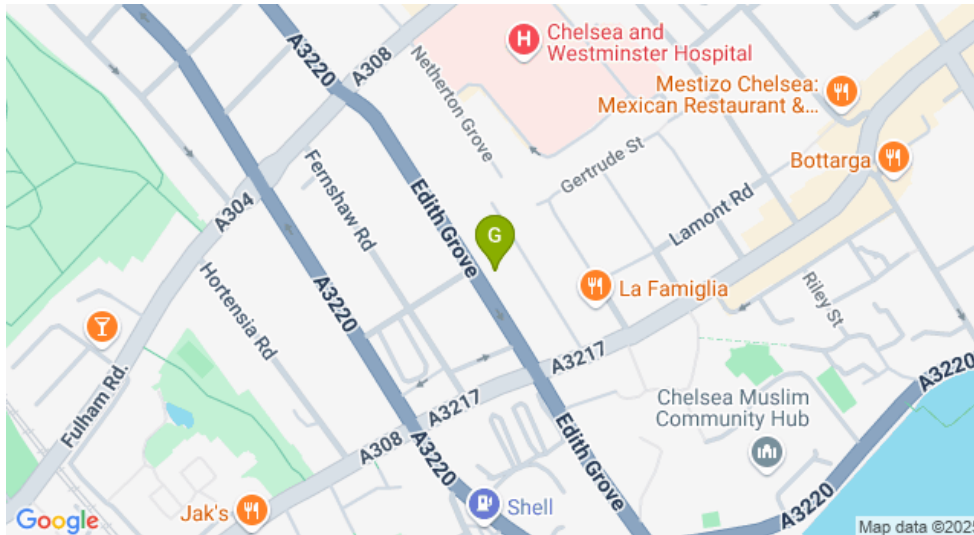 A3220
A308
Netherton Grove
Chelsea and
Westminster Hospital
Mestizo Chelsea:
Mexican Restaurant &...
Bottarga
Gertrude St
Fernshaw Rd
Edith Grove
Lamont Rd
A304
G
La Famiglia
Riley St
Hortensia Rd
A3220
A3217
A3220
Chelsea Muslim
Community Hub
Fulham Rd.
A3217
A308
A3220
Edith Grove
Jak's
Shell
A3220
Google
Map data ©2025
H